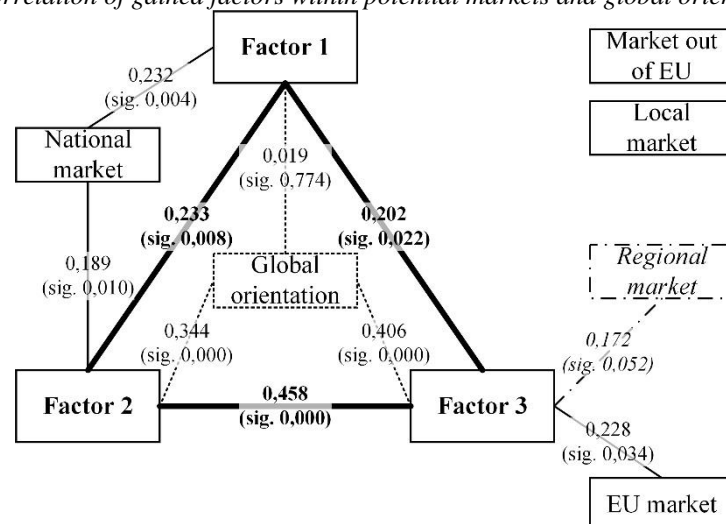 rrelation of gained factors within potential markets and global orien
Factor 1
Market out
of EU
0,232
(sig. 0,004)
Local
market
National
market
0,019
(sig. 0,774)
0,233
(sig. 0,008)
0,202
(sig. 0,022)
0,189
(sig. 0,010)
Global
orientation
Regional
market
0,344
(sig. 0,000)
0,406
(sig. 0,000)
0,172
(sig. 0,052)
Factor 2
0,458
(sig. 0,000)
Factor 3
0,228
(sig. 0,034)
EU market